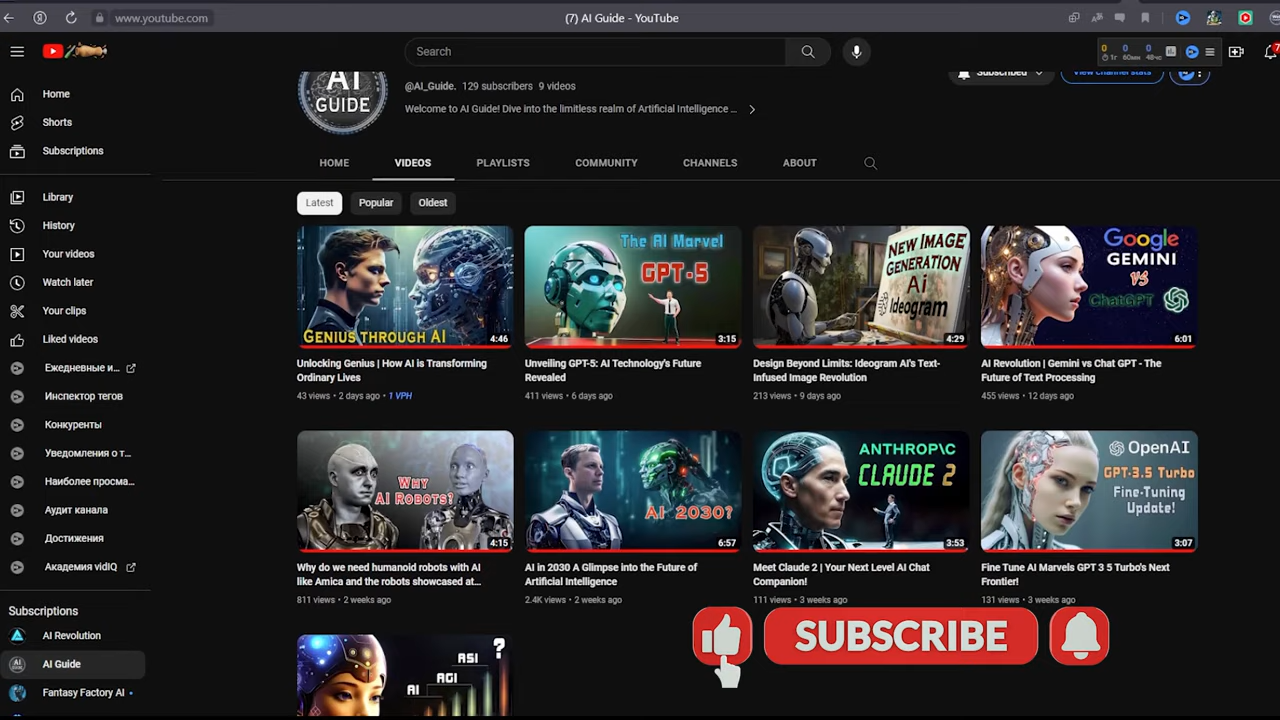 www.youtube.com
(7) AI Guide - YouTube
Search
0 0 0
1г 60мн 48чс
7
Home
Shorts
Subscriptions
Library
History
Your videos
Watch later
Your clips
Liked videos
Ежедневные и...
Инспектор тегов
Конкуренты
Уведомления о т...
Наиболее просма...
Аудит канала
Достижения
Академия vidIQ
Subscriptions
AI Revolution
AI Guide
Fantasy Factory AI
AI
GUIDE
@AI_Guide. 129 subscribers 9 videos
Welcome to AI Guide! Dive into the limitless realm of Artificial Intelligence ...
Subscribed
View channel stats
HOME VIDEOS PLAYLISTS COMMUNITY CHANNELS ABOUT
Latest Popular Oldest
GENIUS THROUGH AI
4:46
Unlocking Genius | How AI is Transforming
Ordinary Lives
43 views • 2 days ago • 1 VPH
The AI Marvel
GPT-5
3:15
Unveiling GPT-5: AI Technology's Future
Revealed
411 views • 6 days ago
NEW IMAGE
GENERATION
Ai
Ideogram
4:29
Design Beyond Limits: Ideogram AI's Text-
Infused Image Revolution
213 views • 9 days ago
Google
GEMINI
VS
ChatGPT
6:01
AI Revolution | Gemini vs Chat GPT - The
Future of Text Processing
455 views • 12 days ago
WHY
AI ROBOTS?
4:15
Why do we need humanoid robots with AI
like Amica and the robots showcased at...
811 views • 2 weeks ago
AI 2030?
6:57
AI in 2030 A Glimpse into the Future of
Artificial Intelligence
2.4K views • 2 weeks ago
ANTHROP\C
CLAUDE 2
3:53
Meet Claude 2 | Your Next Level AI Chat
Companion!
111 views • 3 weeks ago
OpenAI
GPT-3.5 Turbo
Fine-Tuning
Update!
3:07
Fine Tune AI Marvels GPT 3 5 Turbo's Next
Frontier!
131 views • 3 weeks ago
?
ASI
AGI
AI
SUBSCRIBE